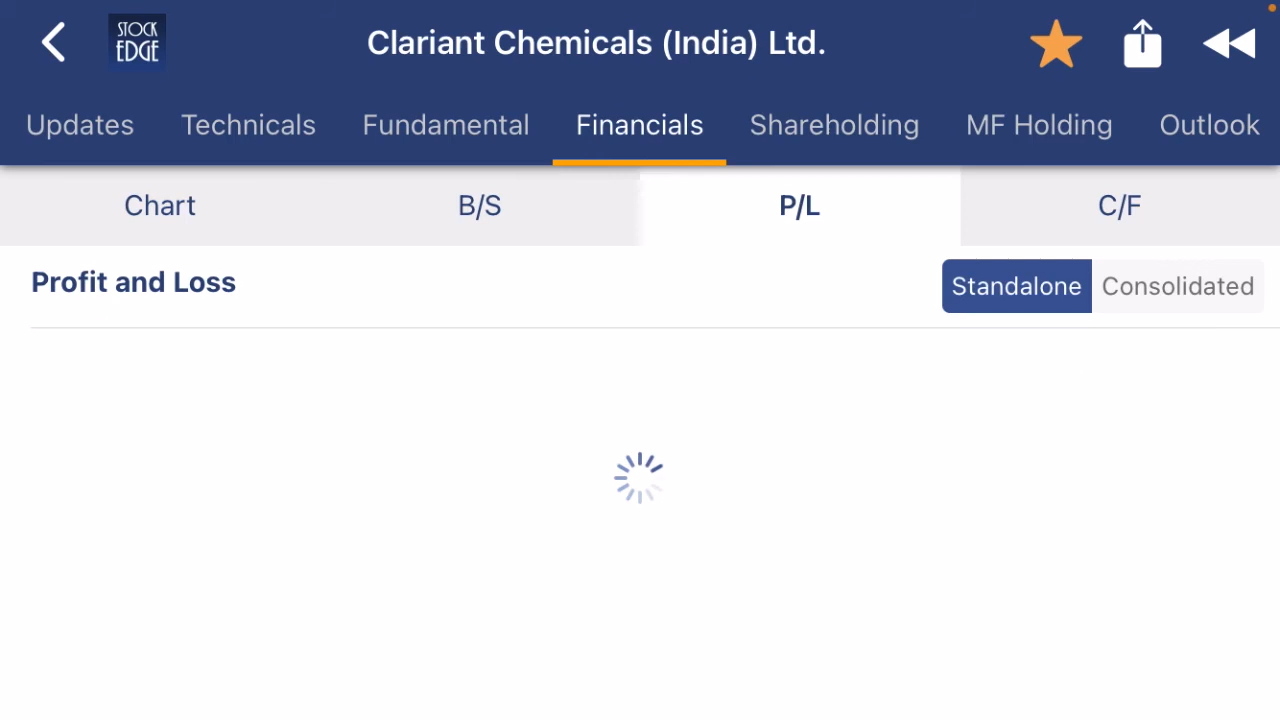 STOCK
EDGE
Clariant Chemicals (India) Ltd.
Updates Technicals Fundamental Financials Shareholding MF Holding Outlook
Chart B/S P/L C/F
Profit and Loss
Standalone Consolidated